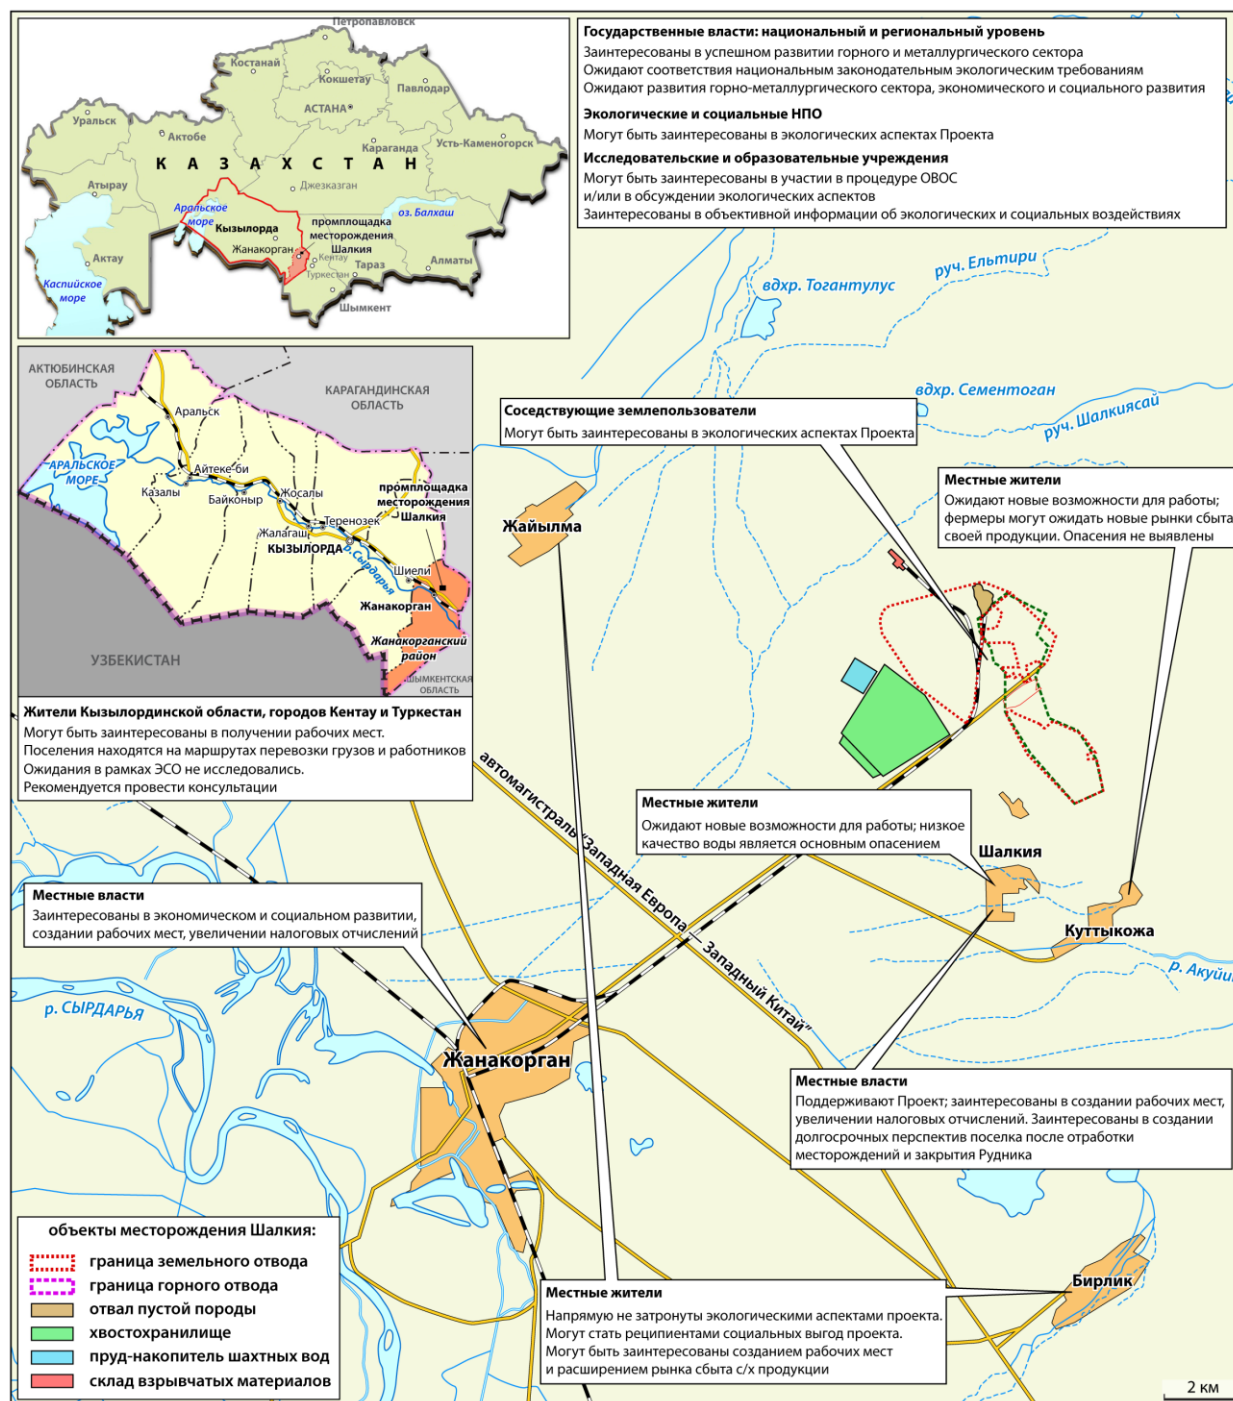 Петропавловск
Костанай
Кокшетау
Павлодар
АСТАНА
Уральск
Актобе
Караганда
Усть-Каменогорск
КАЗАХСТАН
Атырау
Джезказган
Аральское
море
оз. Балхаш
Кызылорда
промплощадка
месторождения
Шалкия
Жанакорган
Кентау
Туркестан
Тараз
Алматы
Актау
Каспийское
море
Шымкент
Государственные власти: национальный и региональный уровень
Заинтересованы в успешном развитии горного и металлургического сектора
Ожидают соответствия национальным законодательным экологическим требованиям
Ожидают развития горно-металлургического сектора, экономического и социального развития
Экологические и социальные НПО
Могут быть заинтересованы в экологических аспектах Проекта
Исследовательские и образовательные учреждения
Могут быть заинтересованы в участии в процедуре ОВОС
и/или в обсуждении экологических аспектов
Заинтересованы в объективной информации об экологических и социальных воздействиях
руч. Ельтири
вдхр. Тогантулус
вдхр. Сементоган
руч. Шалкиясай
АКТЮБИНСКАЯ
ОБЛАСТЬ
КАРАГАНДИНСКАЯ
ОБЛАСТЬ
Аральск
АРАЛЬСКОЕ
МОРЕ
Айтеке-би
Казалы
Байконыр
Жосалы
промплощадка
месторождения
Шалкия
Теренозек
Жалагаш
КЫЗЫЛОРДА
р.Сырдарья
Шиели
Жанакорган
Жанакорганский
район
УЗБЕКИСТАН
ШЫМКЕНТСКАЯ
ОБЛАСТЬ
Соседствующие землепользователи
Могут быть заинтересованы в экологических аспектах Проекта
Местные жители
Ожидают новые возможности для работы;
фермеры могут ожидать новые рынки сбыта
своей продукции. Опасения не выявлены
Жайылма
Жители Кызылординской области, городов Кентау и Туркестан
Могут быть заинтересованы в получении рабочих мест.
Поселения находятся на маршрутах перевозки грузов и работников
Ожидания в рамках ЭСО не исследовались.
Рекомендуется провести консультации
автомагистраль "Западная Европа – Западный Китай"
Местные жители
Ожидают новые возможности для работы; низкое
качество воды является основным опасением
Шалкия
Куттыкожа
Местные власти
Заинтересованы в экономическом и социальном развитии,
создании рабочих мест, увеличении налоговых отчислений
р. СЫРДАРЬЯ
Жанакорган
Местные власти
Поддерживают Проект; заинтересованы в создании рабочих мест,
увеличении налоговых отчислений. Заинтересованы в создании
долгосрочных перспектив поселка после отработки
месторождений и закрытия Рудника
Бирлик
Местные жители
Напрямую не затронуты экологическими аспектами проекта.
Могут стать реципиентами социальных выгод проекта.
Могут быть заинтересованы созданием рабочих мест
и расширением рынка сбыта с/х продукции
объекты месторождения Шалкия:
граница земельного отвода
граница горного отвода
отвал пустой породы
хвостохранилище
пруд-накопитель шахтных вод
склад взрывчатых материалов
2 км